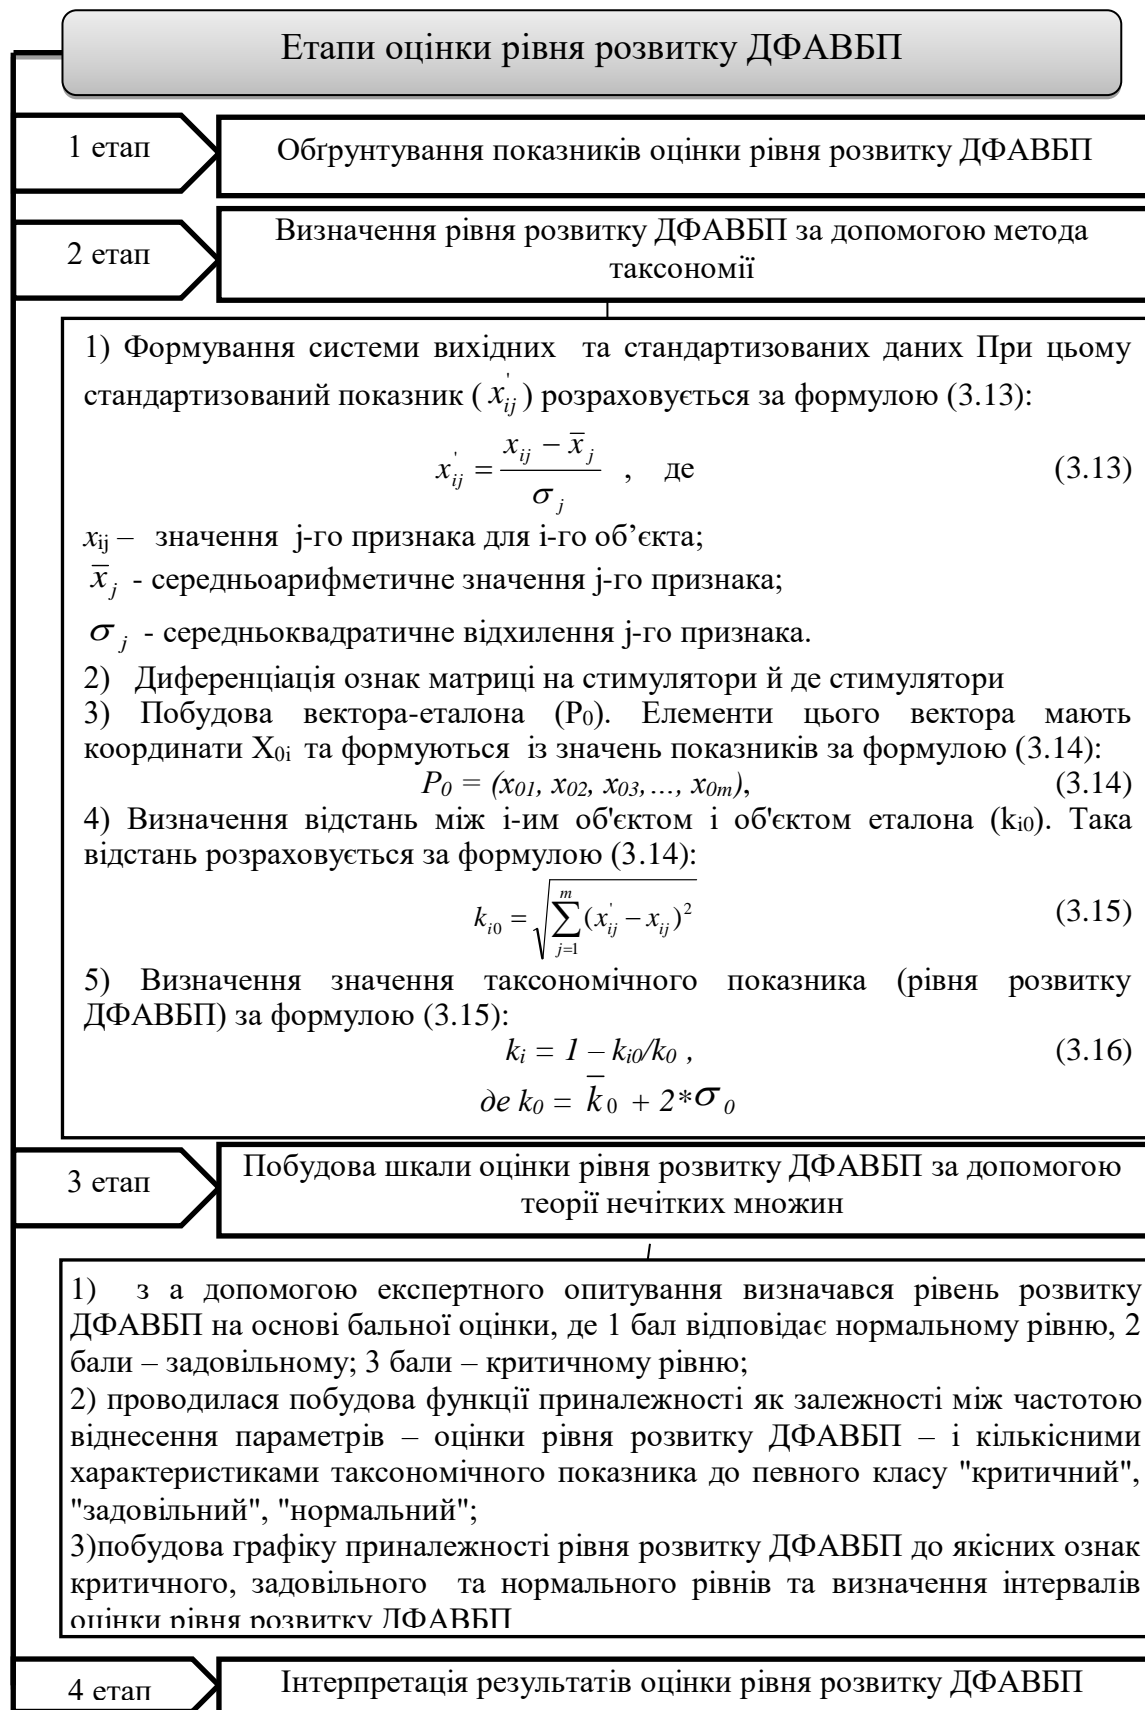 Етапи оцінки рівня розвитку ДФАВБП
1 етап
Обґрунтування показників оцінки рівня розвитку ДФАВБП
2 етап
Визначення рівня розвитку ДФАВБП за допомогою метода
таксономії
1) Формування системи вихідних та стандартизованих даних При цьому
стандартизований показник ( x'ij ) розраховується за формулою (3.13):
x'ij = (xij − x̄j) / σj , де (3.13)
xij – значення j-го признака для i-го об’єкта;
x̄j - середньоарифметичне значення j-го признака;
σj - середньоквадратичне відхилення j-го признака.
2) Диференціація ознак матриці на стимулятори й де стимулятори
3) Побудова вектора-еталона (P0). Елементи цього вектора мають
координати X0i та формуються із значень показників за формулою (3.14):
P0 = (x01, x02, x03,…, x0m), (3.14)
4) Визначення відстань між i-им об'єктом і об'єктом еталона (ki0). Така
відстань розраховується за формулою (3.14):
ki0 = √(∑ j=1 m (x'ij − xij)²) (3.15)
5) Визначення значення таксономічного показника (рівня розвитку
ДФАВБП) за формулою (3.15):
ki = 1 – ki0/k0 , (3.16)
де k0 = k̄0 + 2*σ0
3 етап
Побудова шкали оцінки рівня розвитку ДФАВБП за допомогою
теорії нечітких множин
1) з а допомогою експертного опитування визначався рівень розвитку
ДФАВБП на основі бальної оцінки, де 1 бал відповідає нормальному рівню, 2
бали – задовільному; 3 бали – критичному рівню;
2) проводилася побудова функції приналежності як залежності між частотою
віднесення параметрів – оцінки рівня розвитку ДФАВБП – і кількісними
характеристиками таксономічного показника до певного класу "критичний",
"задовільний", "нормальний";
3)побудова графіку приналежності рівня розвитку ДФАВБП до якісних ознак
критичного, задовільного та нормального рівнів та визначення інтервалів
оцінки рівня розвитку ДФАВБП
4 етап
Інтерпретація результатів оцінки рівня розвитку ДФАВБП